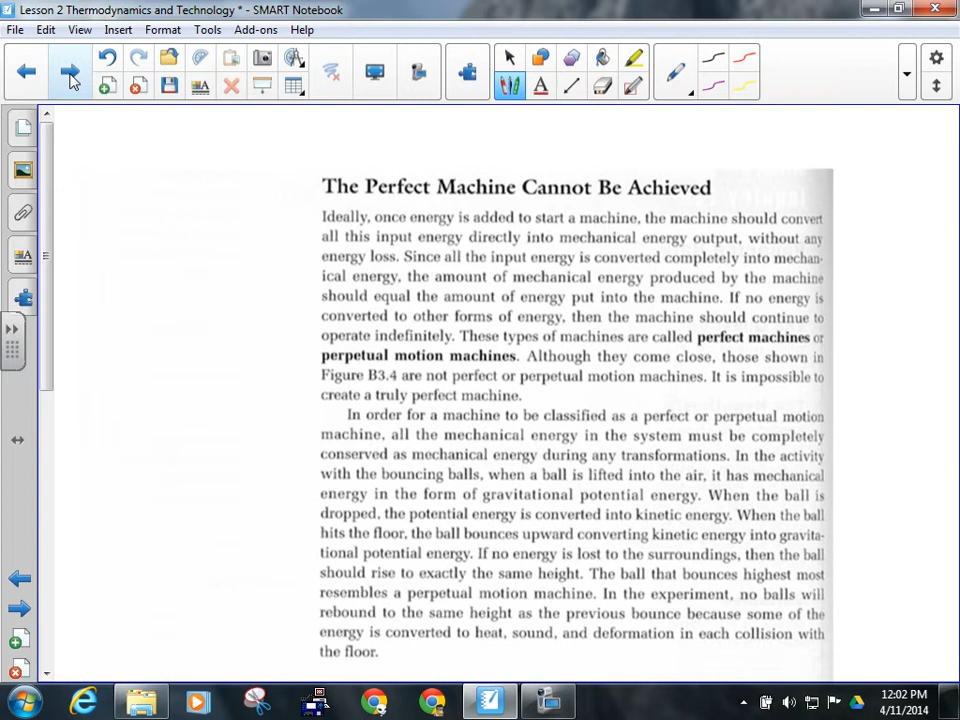 Lesson 2 Thermodynamics and Technology * - SMART Notebook
File Edit View Insert Format Tools Add-ons Help
The Perfect Machine Cannot Be Achieved
Ideally, once energy is added to start a machine, the machine should convert
all this input energy directly into mechanical energy output, without any
energy loss. Since all the input energy is converted completely into mechan-
ical energy, the amount of mechanical energy produced by the machine
should equal the amount of energy put into the machine. If no energy is
converted to other forms of energy, then the machine should continue to
operate indefinitely. These types of machines are called perfect machines or
perpetual motion machines. Although they come close, those shown in
Figure B3.4 are not perfect or perpetual motion machines. It is impossible to
create a truly perfect machine.
In order for a machine to be classified as a perfect or perpetual motion
machine, all the mechanical energy in the system must be completely
conserved as mechanical energy during any transformations. In the activity
with the bouncing balls, when a ball is lifted into the air, it has mechanical
energy in the form of gravitational potential energy. When the ball is
dropped, the potential energy is converted into kinetic energy. When the ball
hits the floor, the ball bounces upward converting kinetic energy into gravita-
tional potential energy. If no energy is lost to the surroundings, then the ball
should rise to exactly the same height. The ball that bounces highest most
resembles a perpetual motion machine. In the experiment, no balls will
rebound to the same height as the previous bounce because some of the
energy is converted to heat, sound, and deformation in each collision with
the floor.
12:02 PM
4/11/2014